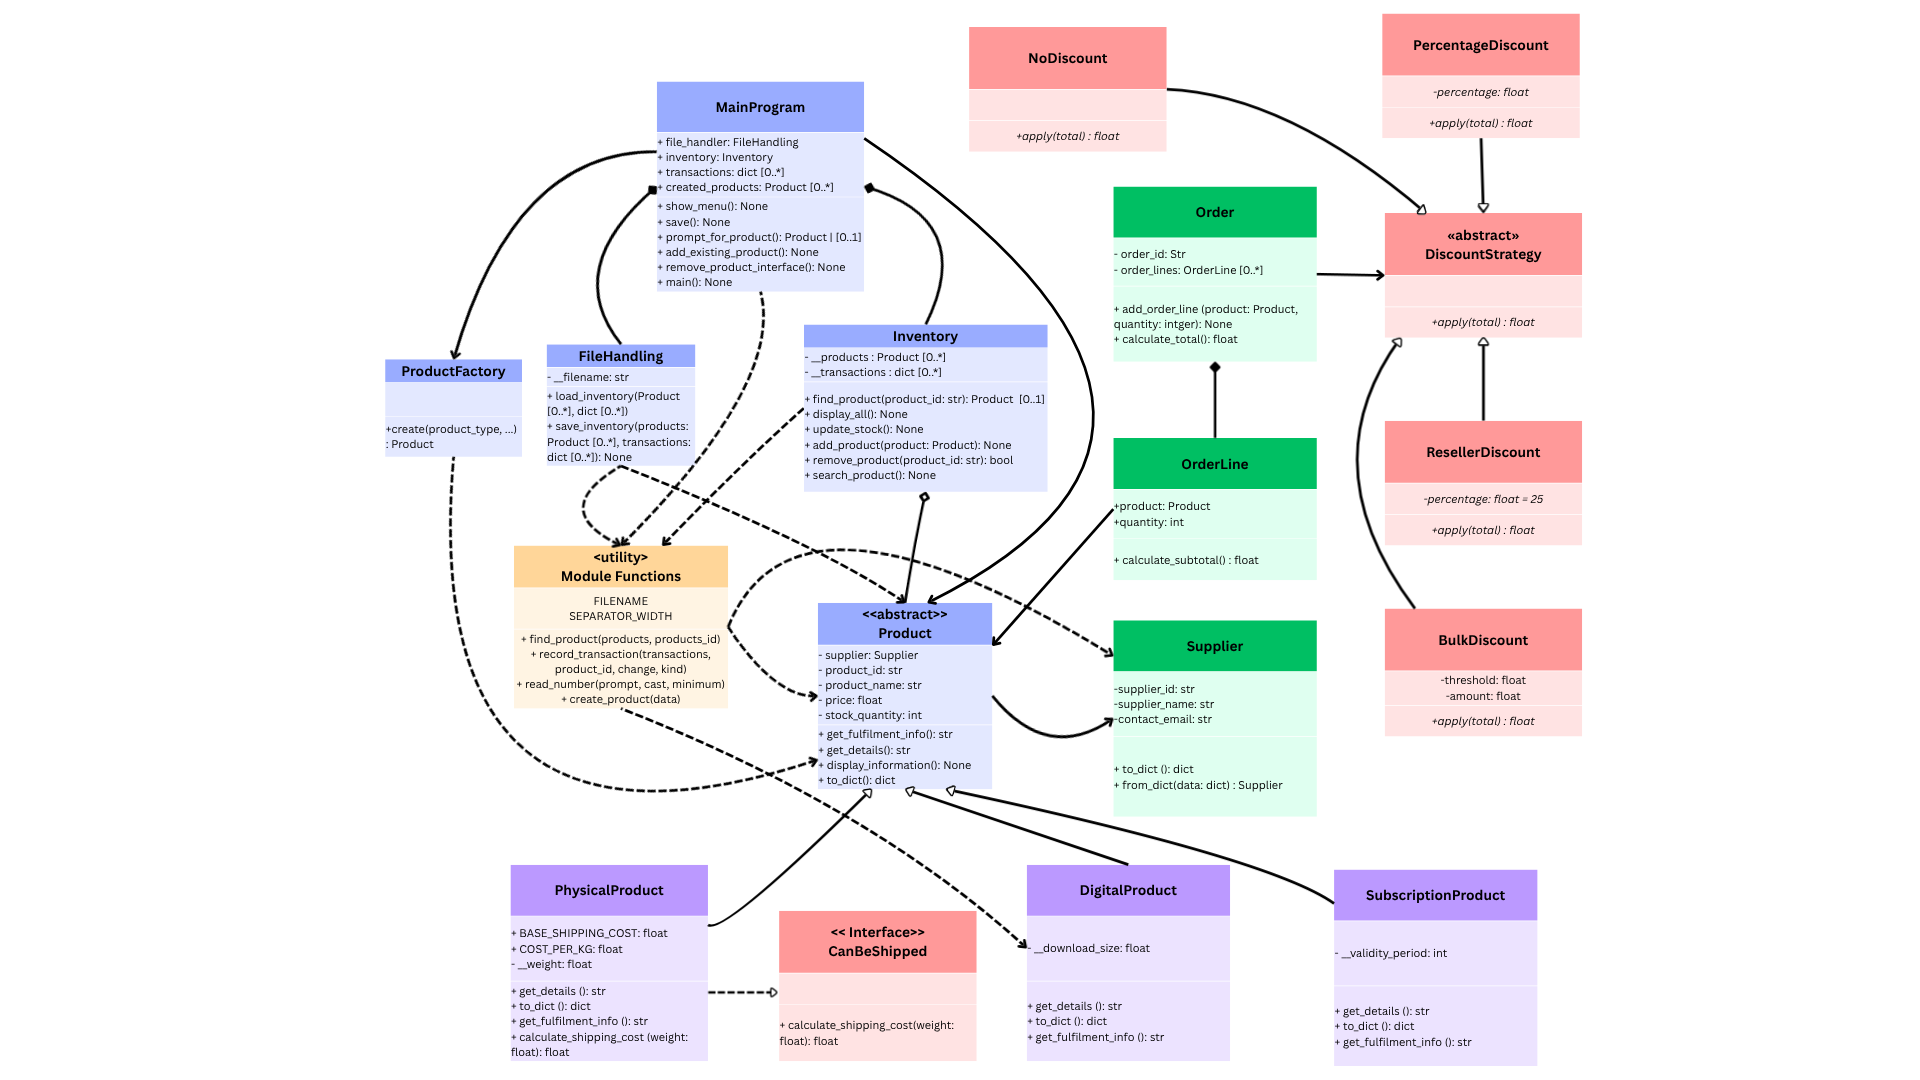 NoDiscount
+apply(total) : float
PercentageDiscount
-percentage: float
+apply(total) : float
MainProgram
+ file_handler: FileHandling
+ inventory: Inventory
+ transactions: dict [0..*]
+ created_products: Product [0..*]
+ show_menu(): None
+ save(): None
+ prompt_for_product(): Product | [0..1]
+ add_existing_product(): None
+ remove_product_interface(): None
+ main(): None
Order
- order_id: Str
- order_lines: OrderLine [0..*]
+ add_order_line (product: Product,
quantity: intger): None
+ calculate_total(): float
«abstract»
DiscountStrategy
+apply(total) : float
ProductFactory
+create(product_type, ...)
: Product
FileHandling
- __filename: str
+ load_inventory(Product
[0..*], dict [0..*])
+ save_inventory(products:
Product [0..*], transactions:
dict [0..*]): None
Inventory
- __products : Product [0..*]
- __transactions : dict [0..*]
+ find_product(product_id: str): Product  [0..1]
+ display_all(): None
+ update_stock(): None
+ add_product(product: Product): None
+ remove_product(product_id: str): bool
+ search_product(): None
OrderLine
+product: Product
+quantity: int
+ calculate_subtotal() : float
ResellerDiscount
-percentage: float = 25
+apply(total) : float
<utility>
Module Functions
FILENAME
SEPARATOR_WIDTH
+ find_product(products, products_id)
+ record_transaction(transactions,
product_id, change, kind)
+ read_number(prompt, cast, minimum)
+ create_product(data)
<<abstract>>
Product
- supplier: Supplier
- product_id: str
- product_name: str
- price: float
- stock_quantity: int
+ get_fulfilment_info(): str
+ get_details(): str
+ display_information(): None
+ to_dict(): dict
Supplier
-supplier_id: str
-supplier_name: str
-contact_email: str
+ to_dict (): dict
+ from_dict(data: dict) : Supplier
BulkDiscount
-threshold: float
-amount: float
+apply(total) : float
PhysicalProduct
+ BASE_SHIPPING_COST: float
+ COST_PER_KG: float
- __weight: float
+ get_details (): str
+ to_dict (): dict
+ get_fulfilment_info (): str
+ calculate_shipping_cost (weight:
float): float
<< Interface>>
CanBeShipped
+ calculate_shipping_cost(weight:
float): float
DigitalProduct
- __download_size: float
+ get_details (): str
+ to_dict (): dict
+ get_fulfilment_info (): str
SubscriptionProduct
- __validity_period: int
+ get_details (): str
+ to_dict (): dict
+ get_fulfilment_info (): str